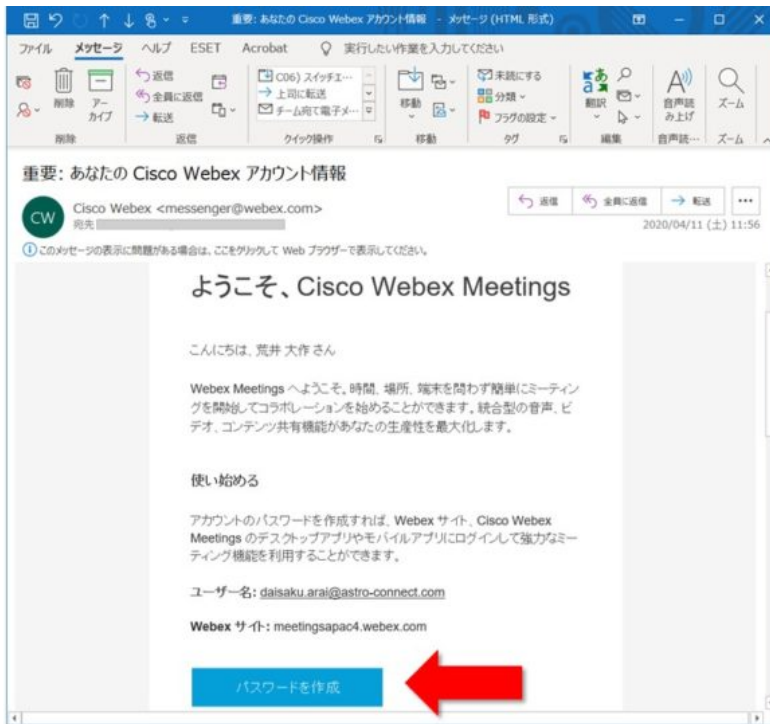 重要: あなたの Cisco Webex アカウント情報 - メッセージ (HTML 形式)
ファイル メッセージ ヘルプ ESET Acrobat 実行したい作業を入力してください
削除 アーカイブ
返信
全員に返信
転送
C06) スイッチエ…
上司に転送
チーム宛て電子メ…
移動
未読にする
分類
フラグの設定
翻訳
音声読み上げ
ズーム
削除 返信 クイック操作 移動 タグ 編集 音声読… ズーム
重要: あなたの Cisco Webex アカウント情報
CW
Cisco Webex <messenger@webex.com>
宛先
返信 全員に返信 転送
2020/04/11 (土) 11:56
このメッセージの表示に問題がある場合は、ここをクリックして Web ブラウザーで表示してください。
ようこそ、Cisco Webex Meetings
こんにちは、荒井 大作 さん
Webex Meetings へようこそ。時間、場所、端末を問わず簡単にミーティン
グを開始してコラボレーションを始めることができます。統合型の音声、ビ
デオ、コンテンツ共有機能があなたの生産性を最大化します。
使い始める
アカウントのパスワードを作成すれば、Webex サイト、Cisco Webex
Meetings のデスクトップアプリやモバイルアプリにログインして強力なミー
ティング機能を利用することができます。
ユーザー名: daisaku.arai@astro-connect.com
Webex サイト: meetingsapac4.webex.com
パスワードを作成